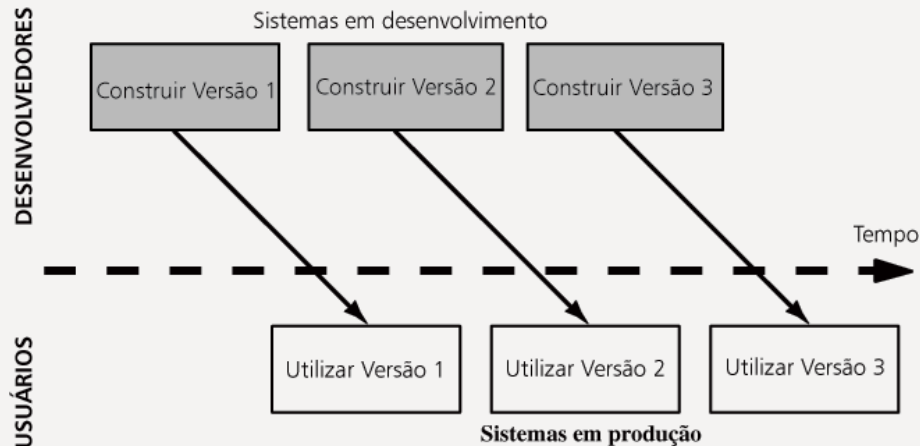 DESENVOLVEDORES
Sistemas em desenvolvimento
Construir Versão 1
Construir Versão 2
Construir Versão 3
Tempo
USUÁRIOS
Utilizar Versão 1
Utilizar Versão 2
Utilizar Versão 3
Sistemas em produção